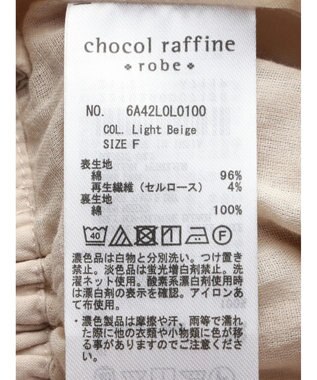 chocol raffine
robe
NO. 6A42L0L0100
COL. Light Beige
SIZE F
表生地
綿 96%
再生繊維(セルロース) 4%
裏生地
綿 100%
40
濃色品は白物と分別洗い。つけ置き
禁止。淡色品は蛍光増白剤禁止。洗
濯ネット使用。酸素系漂白剤使用時
は漂白剤の表示を確認。アイロンあ
て布使用。
・濃色製品は摩擦や汗、雨等で濡れ
た際に他の衣類や小物類に色が移
る事がありますのでご注意くださ
い。